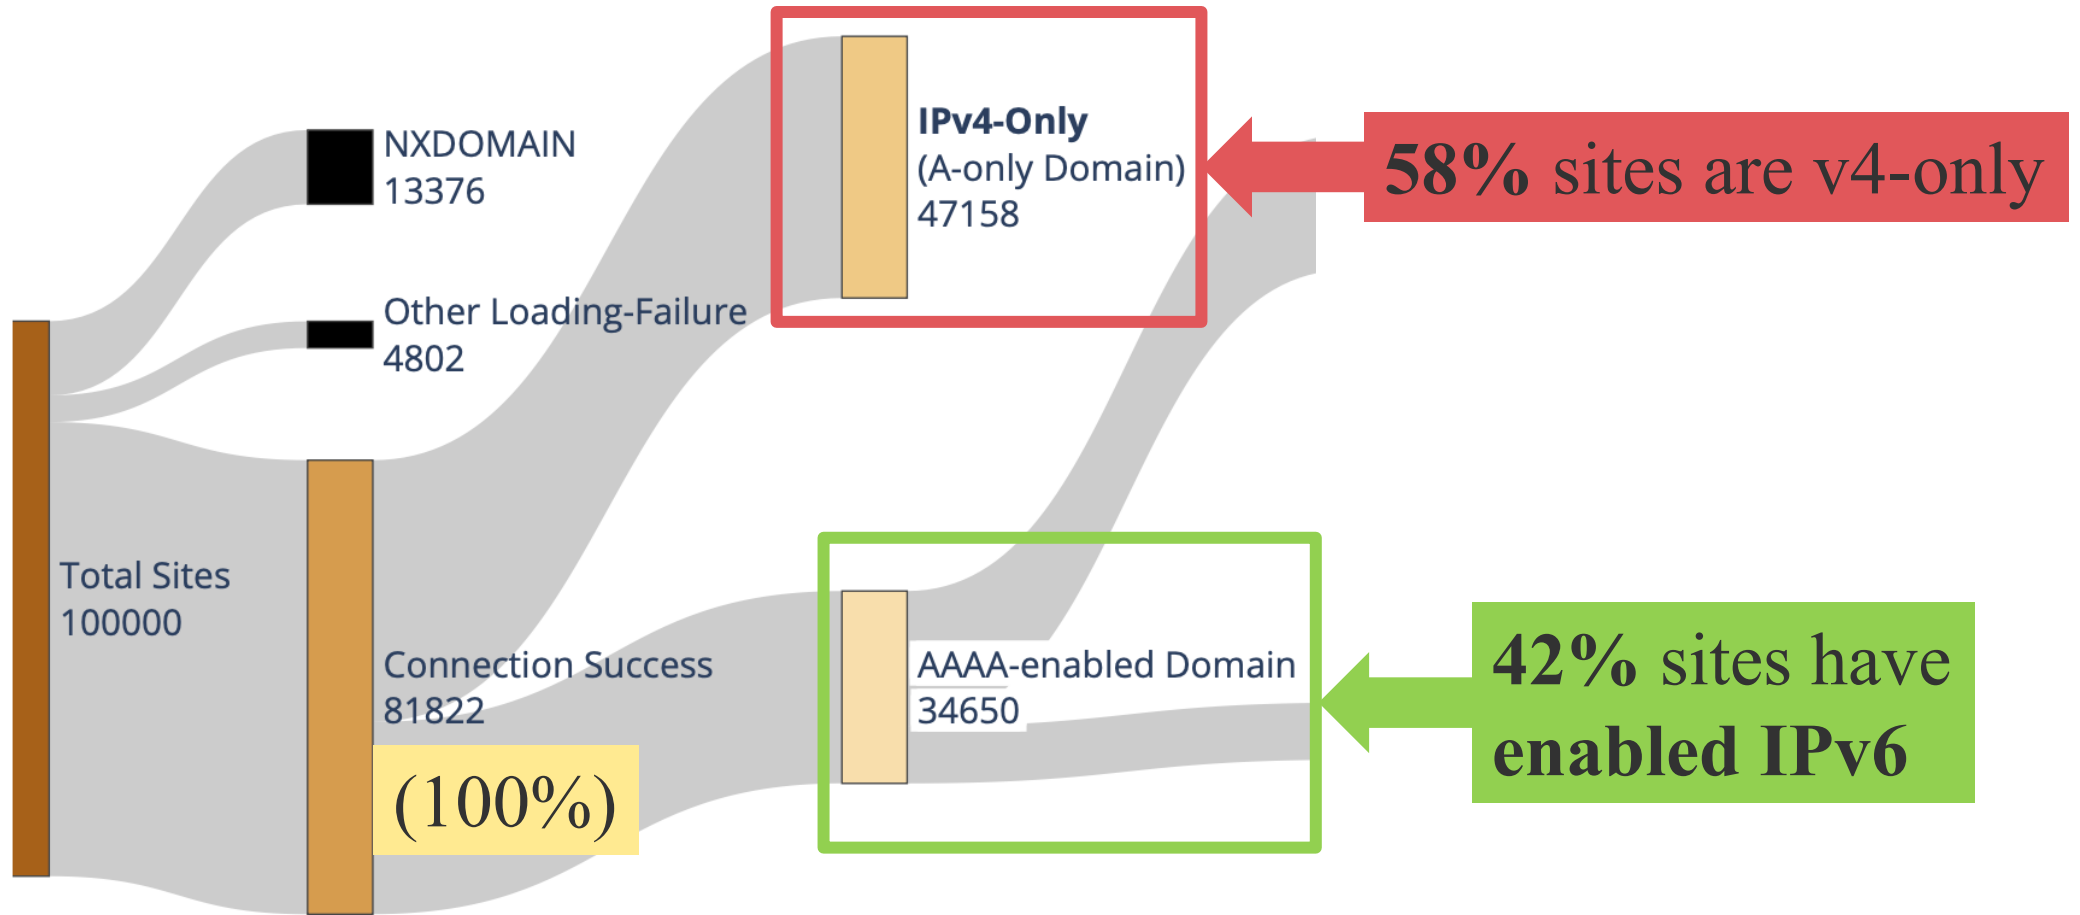 NXDOMAIN
13376
Other Loading-Failure
4802
Total Sites
100000
Connection Success
81822
(100%)
IPv4-Only
(A-only Domain)
47158
58% sites are v4-only
AAAA-enabled Domain
34650
42% sites have
enabled IPv6